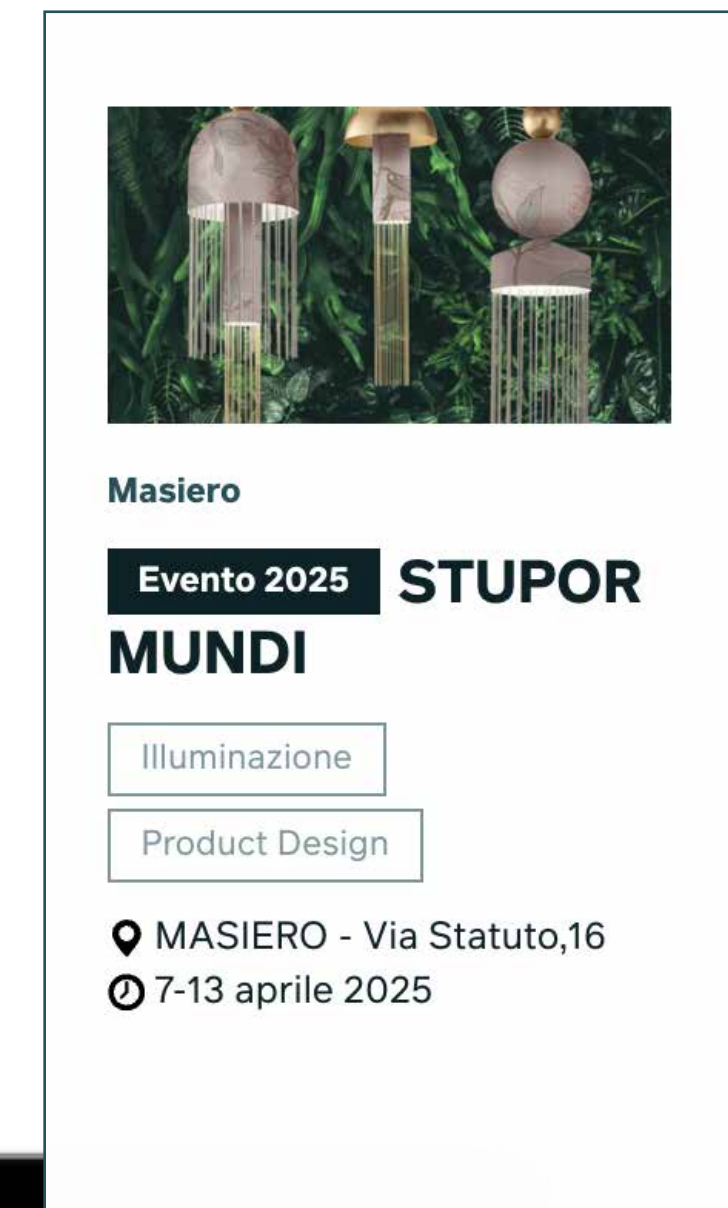 Masiero
Evento 2025 STUPOR
MUNDI
Illuminazione
Product Design
MASIERO - Via Statuto,16
7-13 aprile 2025